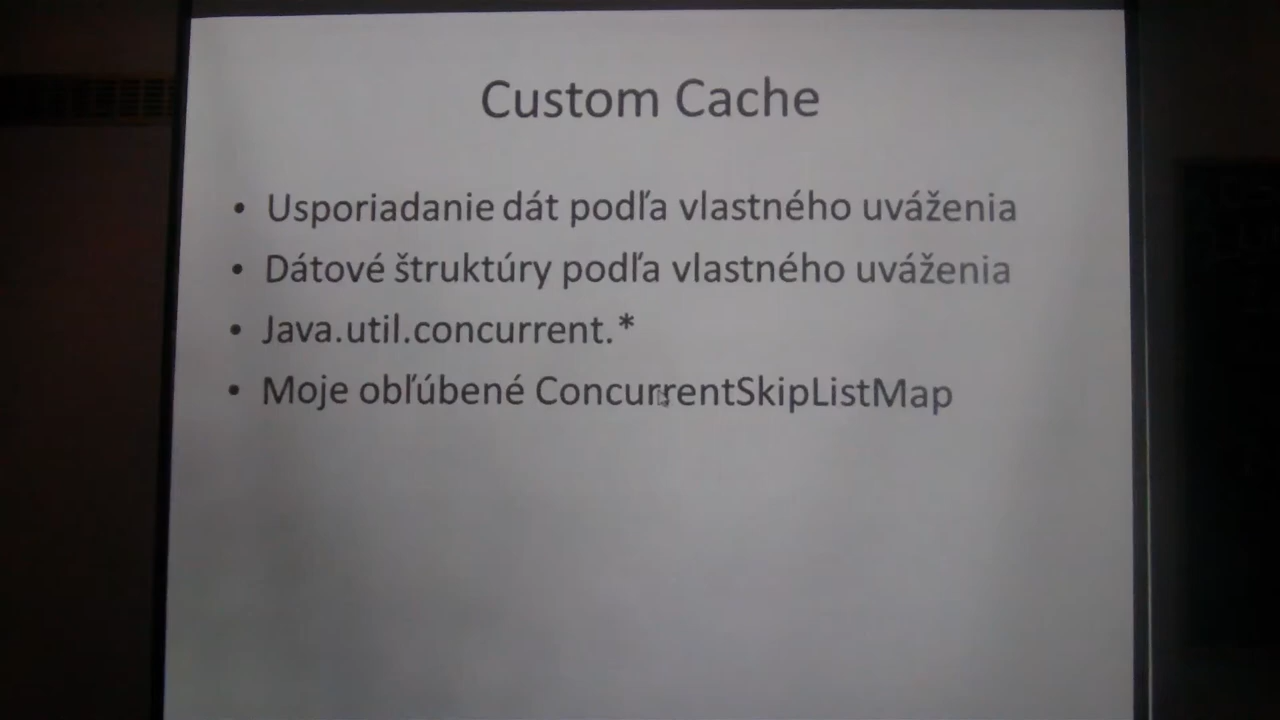 Custom Cache
• Usporiadanie dát podľa vlastného uváženia
• Dátové štruktúry podľa vlastného uváženia
• Java.util.concurrent.*
• Moje obľúbené ConcurrentSkipListMap